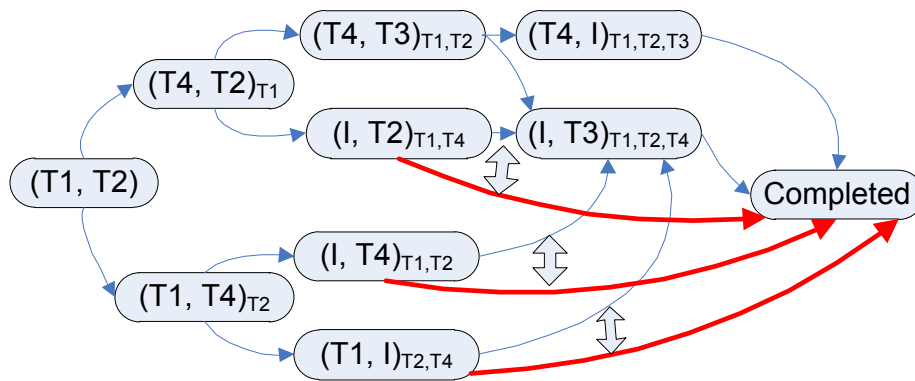 (T4, T3)T1,T2
(T4, I)T1,T2,T3
(T4, T2)T1
(I, T2)T1,T4
(I, T3)T1,T2,T4
(T1, T2)
Completed
(I, T4)T1,T2
(T1, T4)T2
(T1, I)T2,T4